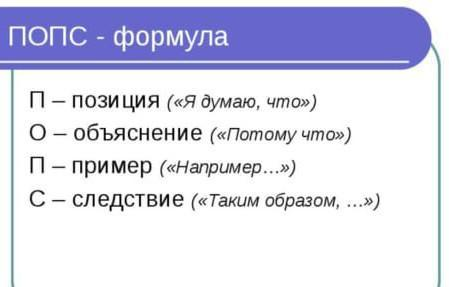 ПОПС - формула
П – позиция («Я думаю, что»)
О – объяснение («Потому что»)
П – пример («Например…»)
С – следствие («Таким образом, …»)